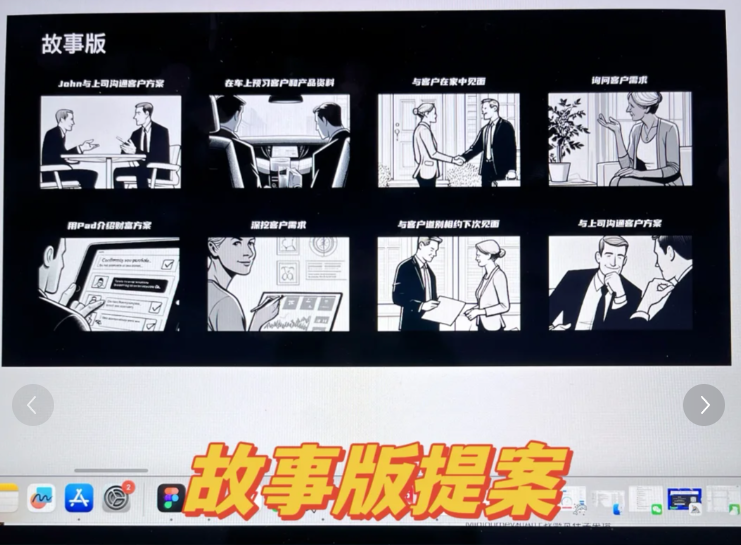 故事版
John与上司沟通客户方案
在车上预习客户和产品资料
与客户在家中见面
询问客户需求
用Pad介绍财富方案
深挖客户需求
与客户道别相约下次见面
与上司沟通客户方案
2
故事版提案